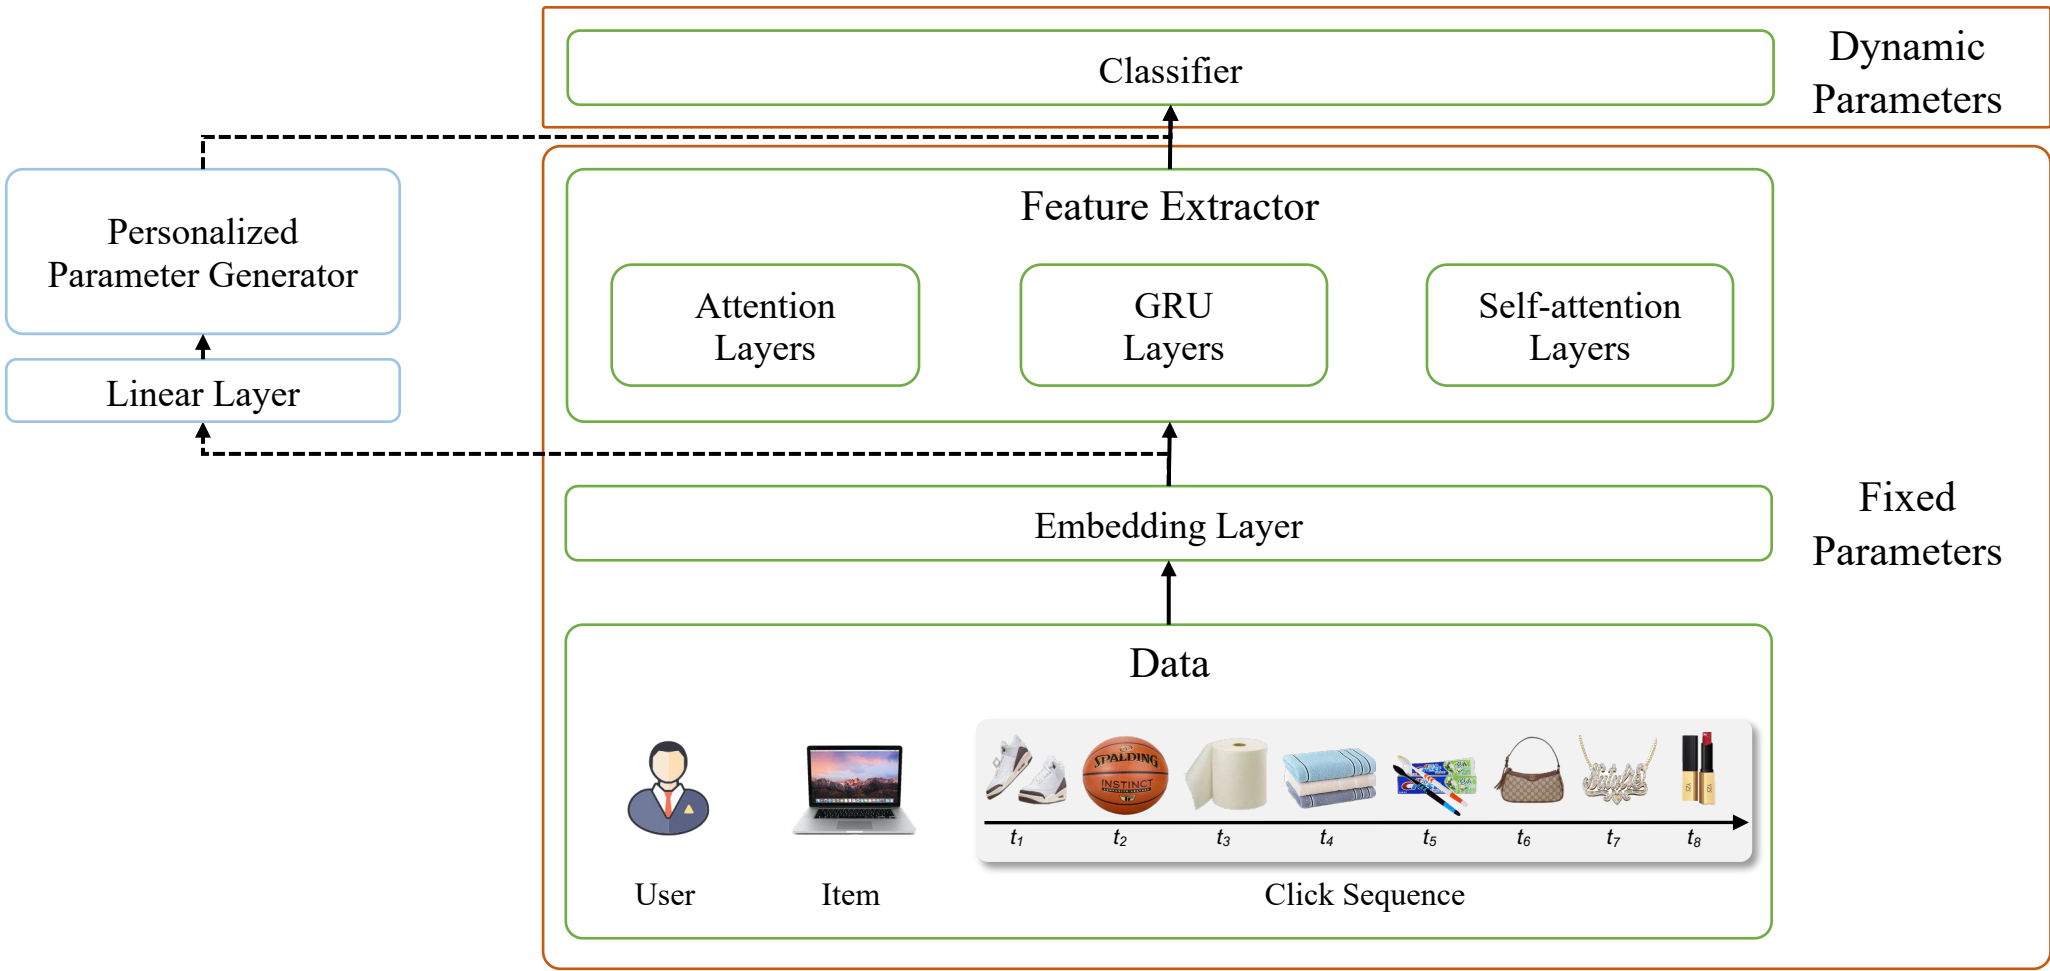 Classifier
Dynamic
Parameters
Personalized
Parameter Generator
Linear Layer
Feature Extractor
Attention
Layers
GRU
Layers
Self-attention
Layers
Embedding Layer
Fixed
Parameters
Data
SPALDING
INSTINCT
t1 t2 t3 t4 t5 t6 t7 t8
User
Item
Click Sequence